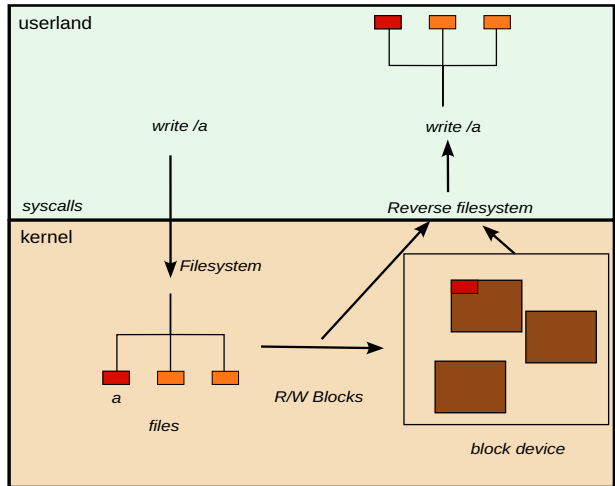 userland
write /a
write /a
syscalls
Reverse filesystem
kernel
Filesystem
a
R/W Blocks
files
block device